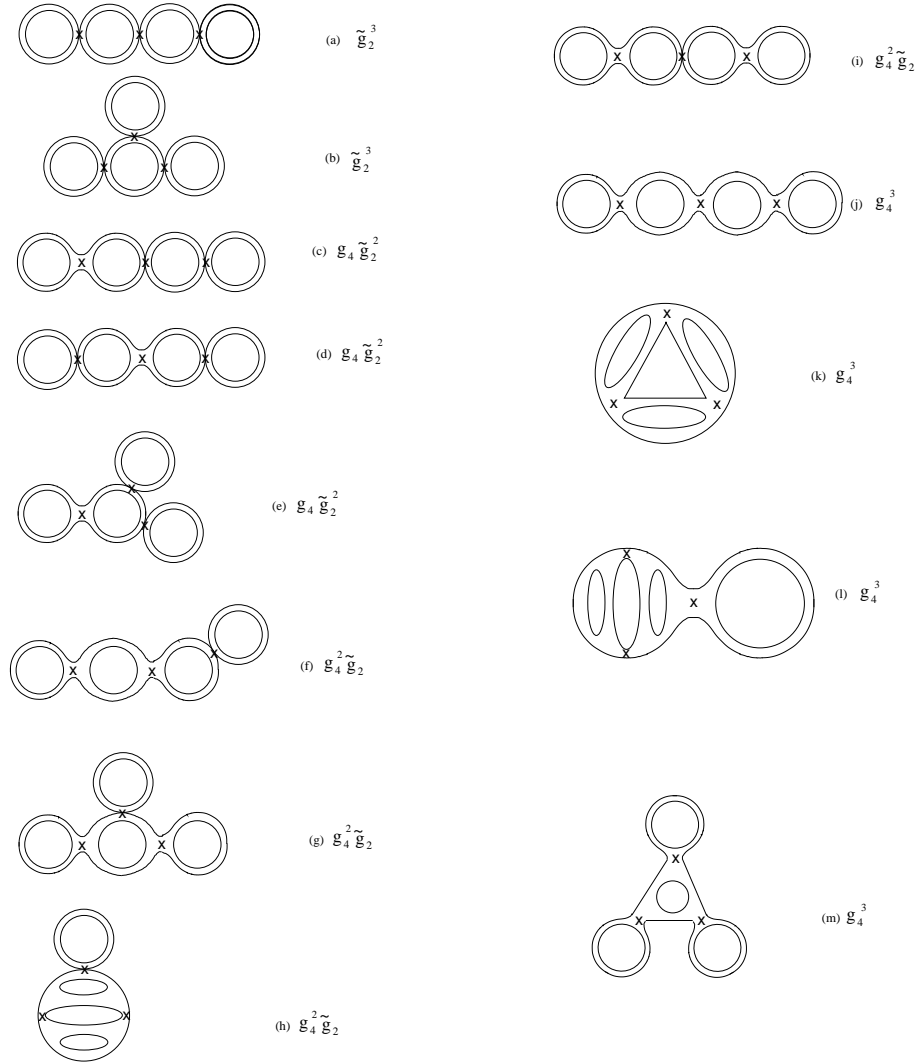 (a) g̃₂³
(b) g̃₂³
(c) g₄ g̃₂²
(d) g₄ g̃₂²
(e) g₄ g̃₂²
(f) g₄² g̃₂
(g) g₄² g̃₂
(h) g₄² g̃₂
(i) g₄² g̃₂
(j) g₄³
(k) g₄³
(l) g₄³
(m) g₄³